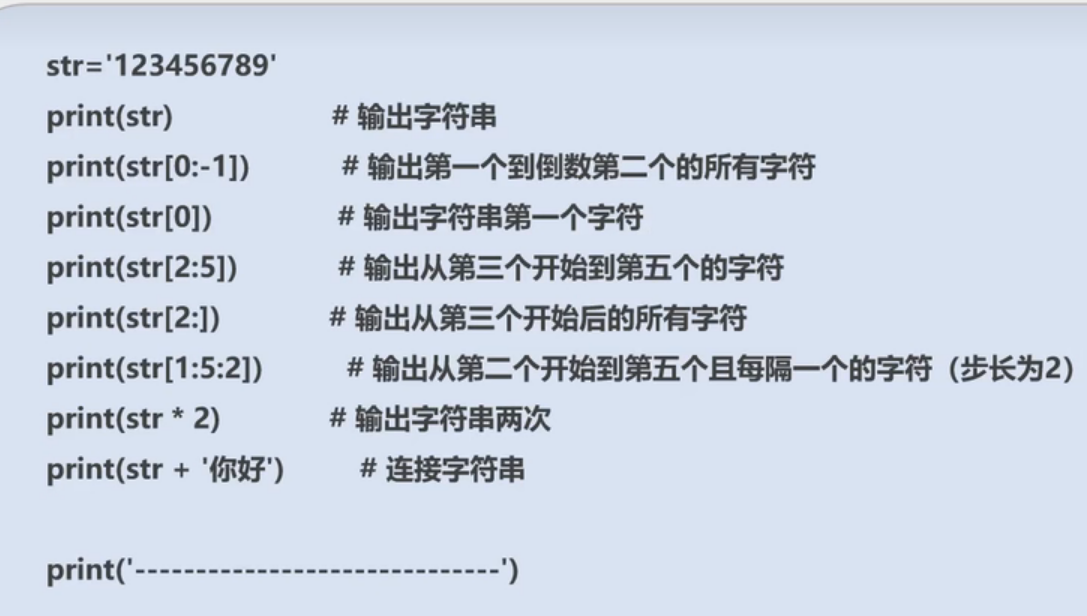 str='123456789'
print(str) # 输出字符串
print(str[0:-1]) # 输出第一个到倒数第二个的所有字符
print(str[0]) # 输出字符串第一个字符
print(str[2:5]) # 输出从第三个开始到第五个的字符
print(str[2:]) # 输出从第三个开始后的所有字符
print(str[1:5:2]) # 输出从第二个开始到第五个且每隔一个的字符（步长为2）
print(str * 2) # 输出字符串两次
print(str + '你好') # 连接字符串
print('------------------------------')